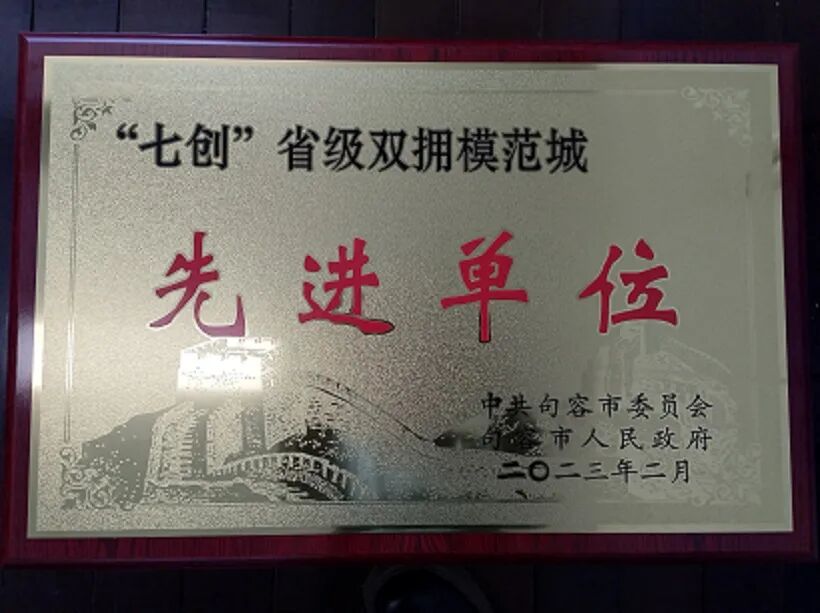 “七创”省级双拥模范城
先进单位
中共句容市委员会
句容市人民政府
二〇二三年二月